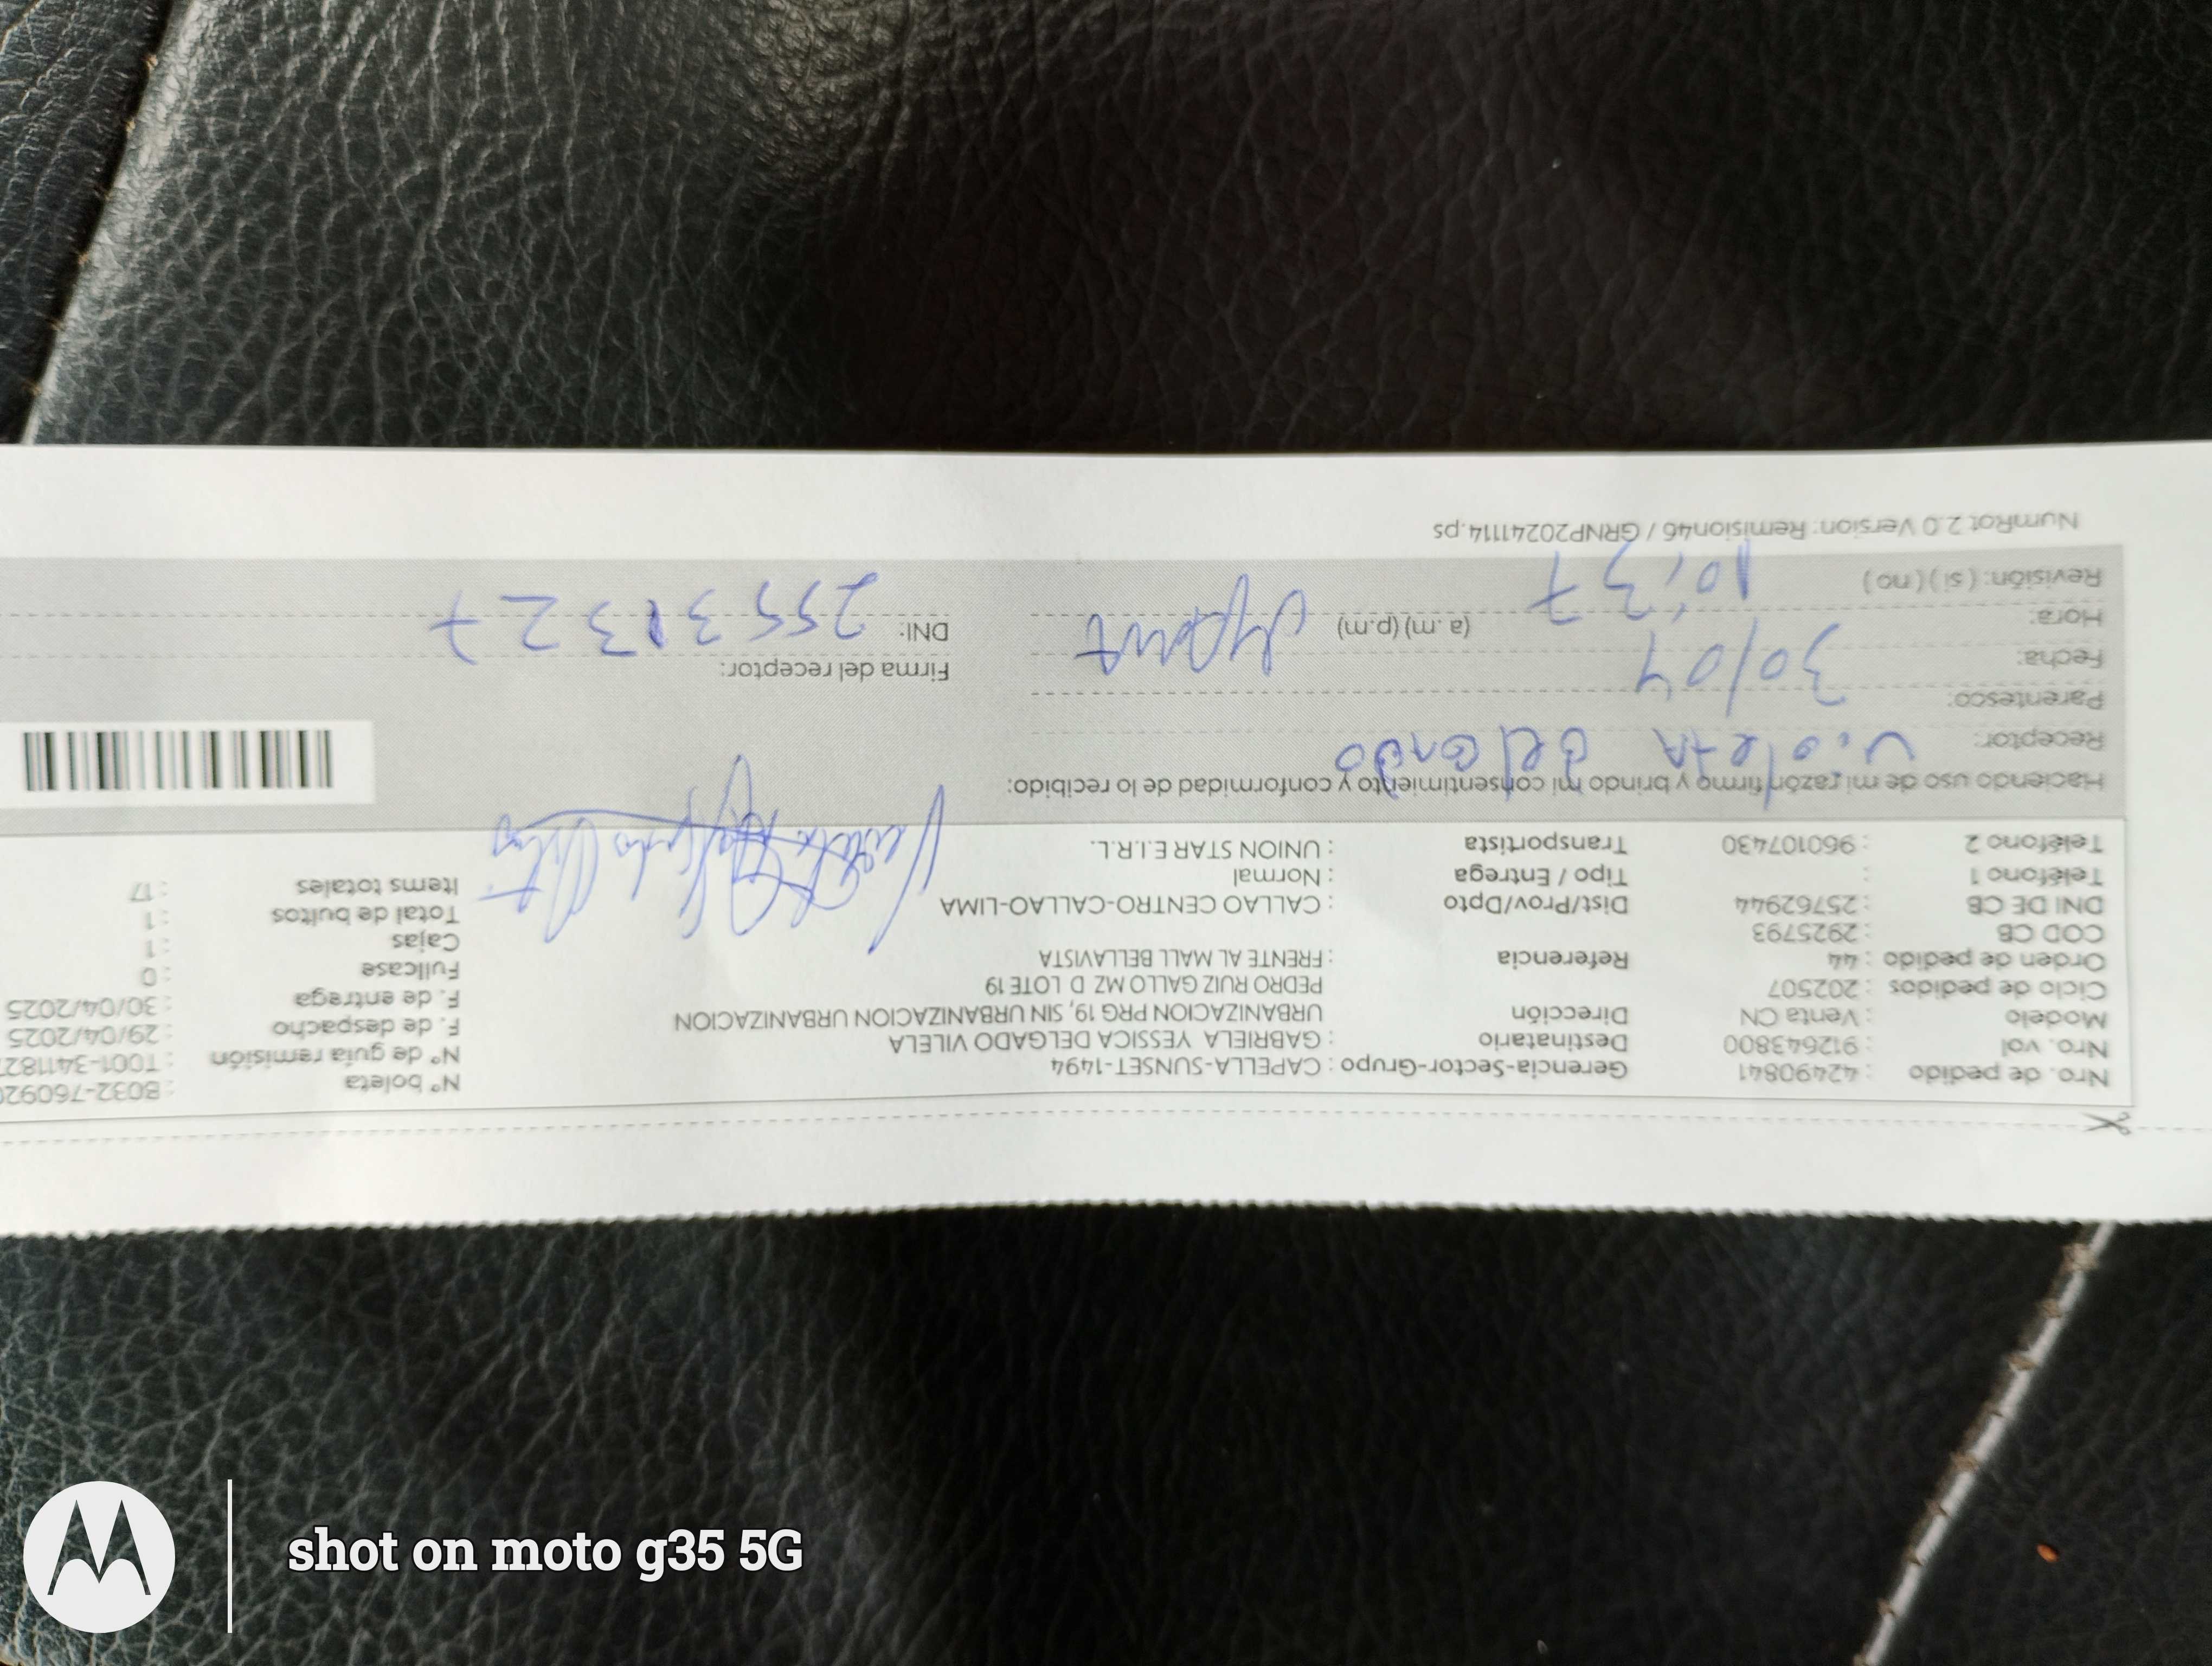 Nro. de pedido : 42490841 Gerencia-Sector-Grupo : CAPELLA-SUNSET-1494 N° boleta : B032-760920
Nro. vol : 912643800 Destinatario : GABRIELA YESSICA DELGADO VILELA N° de guía remisión : T001-3411827
Modelo : Venta CN Dirección URBANIZACION PRG 19, SIN URBANIZACION URBANIZACION F. de despacho : 29/04/2025
Ciclo de pedidos : 202507 PEDRO RUIZ GALLO MZ D LOTE 19 F. de entrega : 30/04/2025
Orden de pedido : 44 Referencia : FRENTE AL MALL BELLAVISTA Fullcase : 0
COD CB : 2925793 Cajas : 1
DNI DE CB : 25762944 Dist/Prov/Dpto : CALLAO CENTRO-CALLAO-LIMA Total de bultos : 1
Teléfono 1 : Tipo / Entrega : Normal Items totales : 17
Teléfono 2 : 960107430 Transportista : UNION STAR E.I.R.L.
Haciendo uso de mi razón firmo y brindo mi consentimiento y conformidad de lo recibido:
Receptor: Violeta
Parentesco:
Fecha: 30/04 Firma del receptor:
Hora: 10:37 (a. m) (p.m) DNI: 25531327
Revisión: ( si ) ( no )
NumRot 2.0 Version: Remision46 / GRNP20241114.ps
shot on moto g35 5G